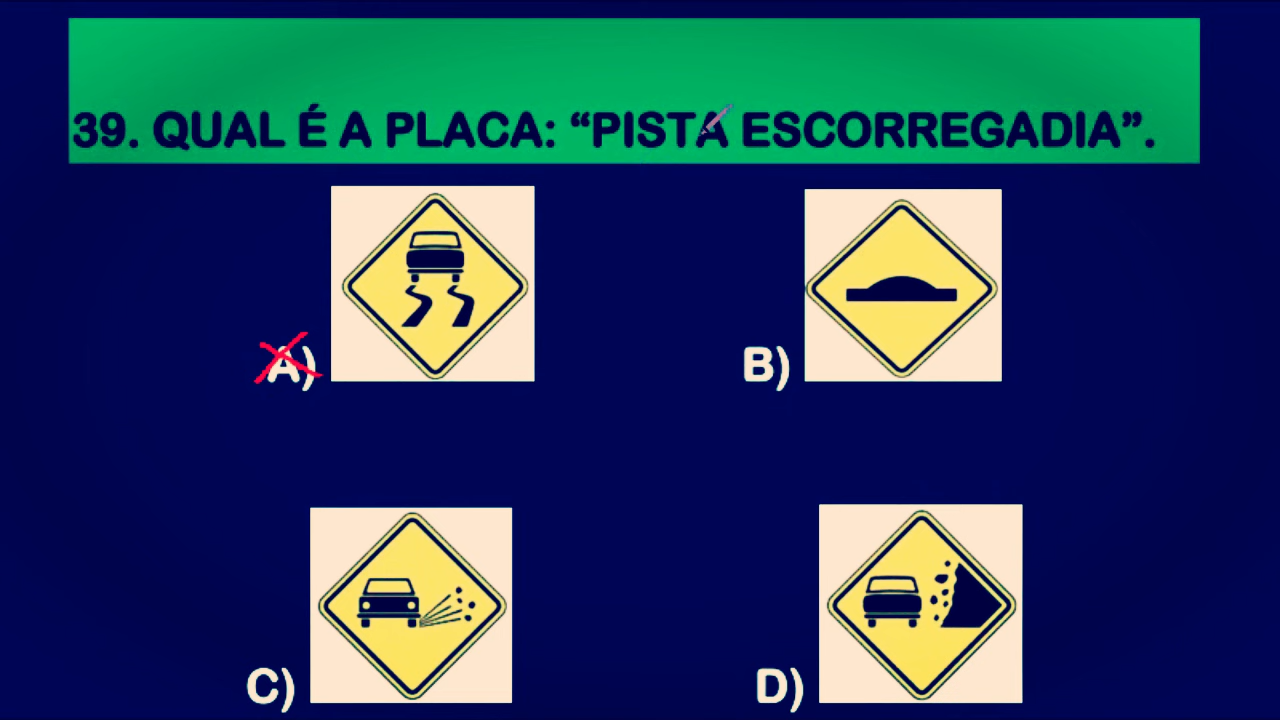 39. QUAL É A PLACA: “PISTA ESCORREGADIA”.
A)
B)
C)
D)